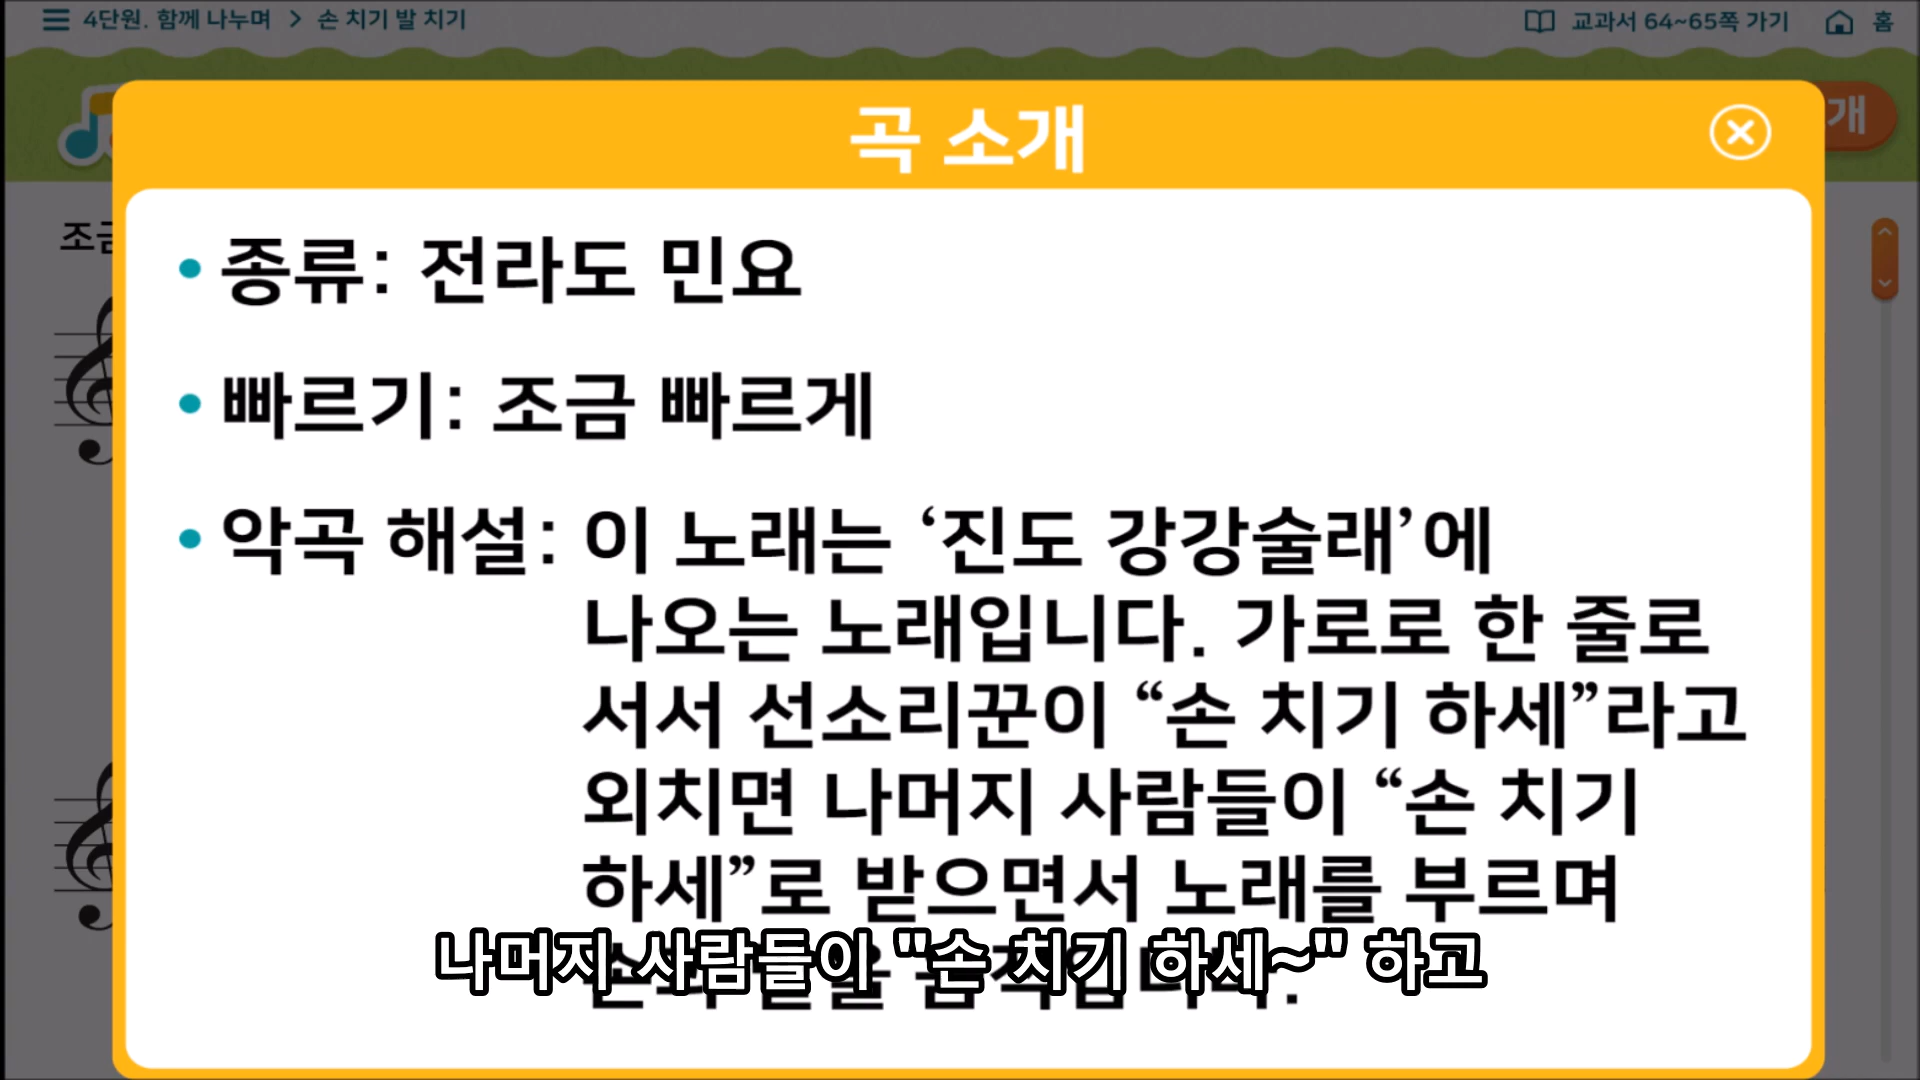 4단원. 함께 나누며 > 손 치기 발 치기
교과서 64~65쪽 가기
홈
곡 소개
개
조금
• 종류: 전라도 민요
• 빠르기: 조금 빠르게
• 악곡 해설: 이 노래는 ‘진도 강강술래’에
나오는 노래입니다. 가로로 한 줄로
서서 선소리꾼이 “손 치기 하세”라고
외치면 나머지 사람들이 “손 치기
하세”로 받으면서 노래를 부르며
나머지 사람들이 "손 치기 하세~" 하고